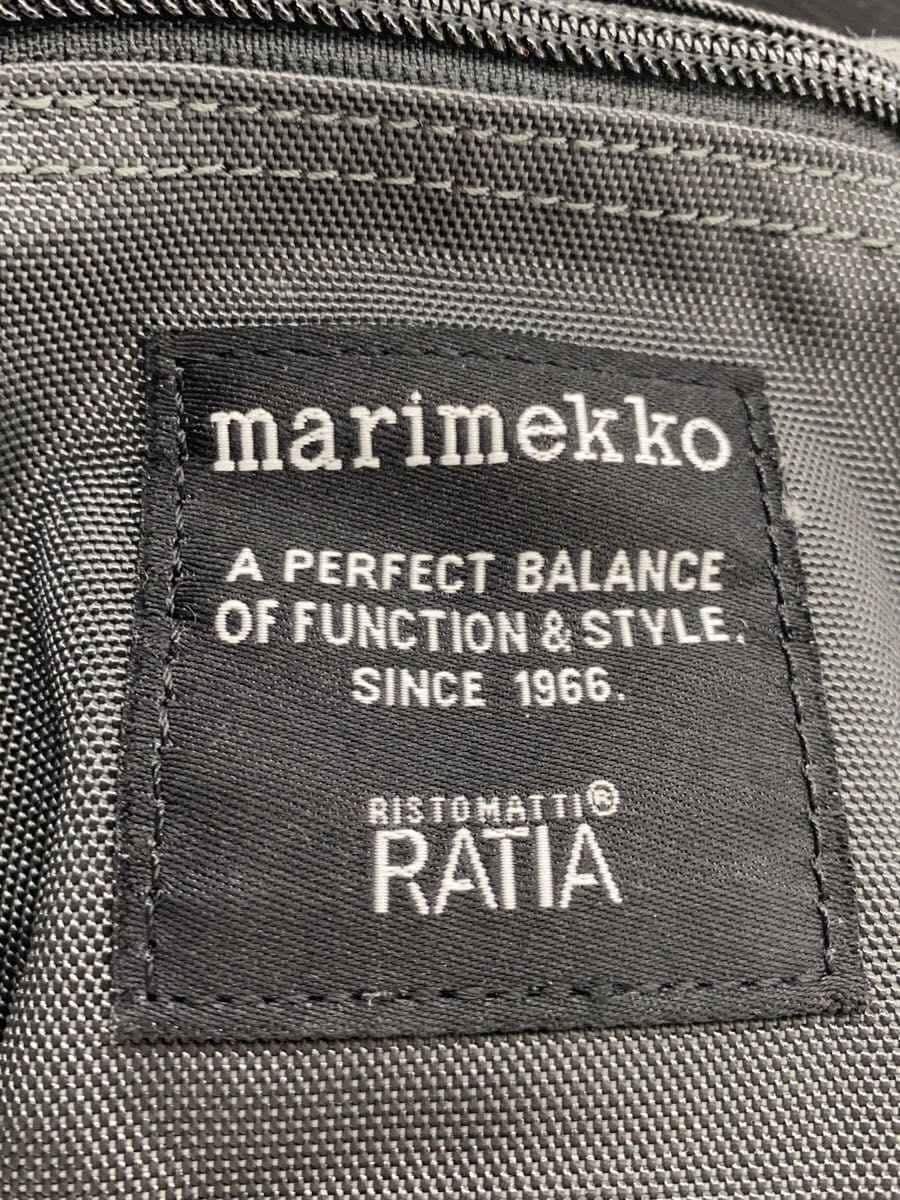 marimekko
A PERFECT BALANCE
OF FUNCTION & STYLE.
SINCE 1966.
RISTOMATTI®
RATIA